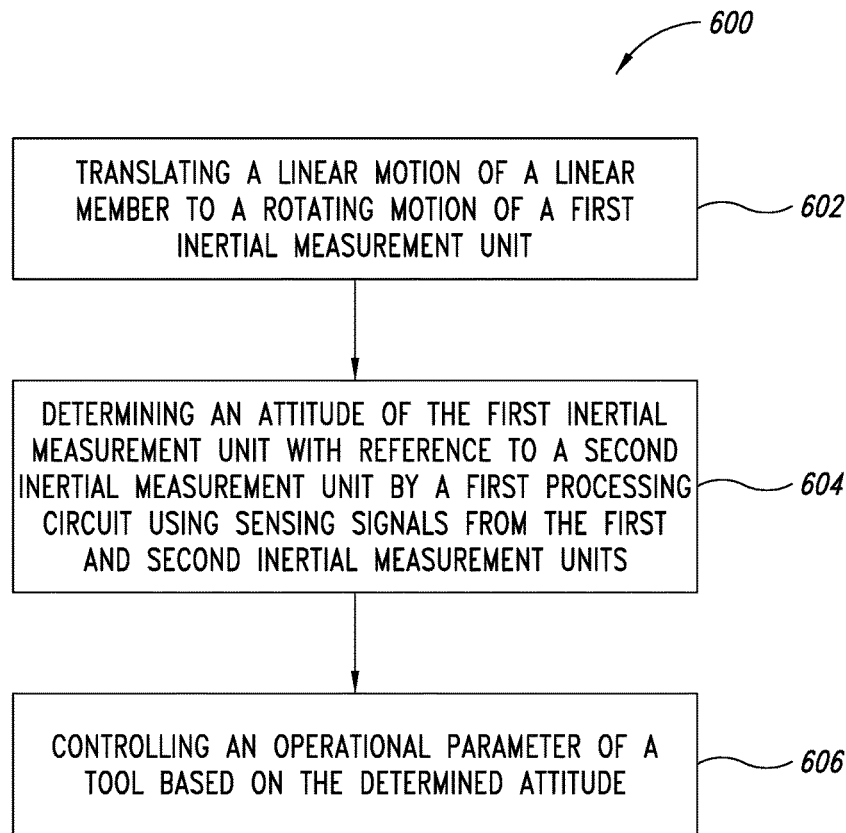 600
TRANSLATING A LINEAR MOTION OF A LINEAR
MEMBER TO A ROTATING MOTION OF A FIRST
INERTIAL MEASUREMENT UNIT
602
DETERMINING AN ATTITUDE OF THE FIRST INERTIAL
MEASUREMENT UNIT WITH REFERENCE TO A SECOND
INERTIAL MEASUREMENT UNIT BY A FIRST PROCESSING
CIRCUIT USING SENSING SIGNALS FROM THE FIRST
AND SECOND INERTIAL MEASUREMENT UNITS
604
CONTROLLING AN OPERATIONAL PARAMETER OF A
TOOL BASED ON THE DETERMINED ATTITUDE
606